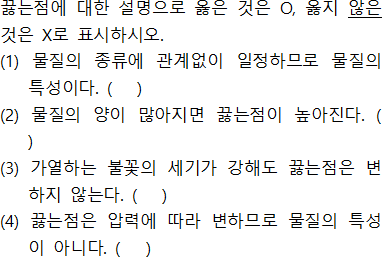 끓는점에 대한 설명으로 옳은 것은 O, 옳지 않은
것은 X로 표시하시오.
(1) 물질의 종류에 관계없이 일정하므로 물질의
특성이다. (    )
(2) 물질의 양이 많아지면 끓는점이 높아진다. (
)
(3) 가열하는 불꽃의 세기가 강해도 끓는점은 변
하지 않는다. (    )
(4) 끓는점은 압력에 따라 변하므로 물질의 특성
이 아니다. (    )